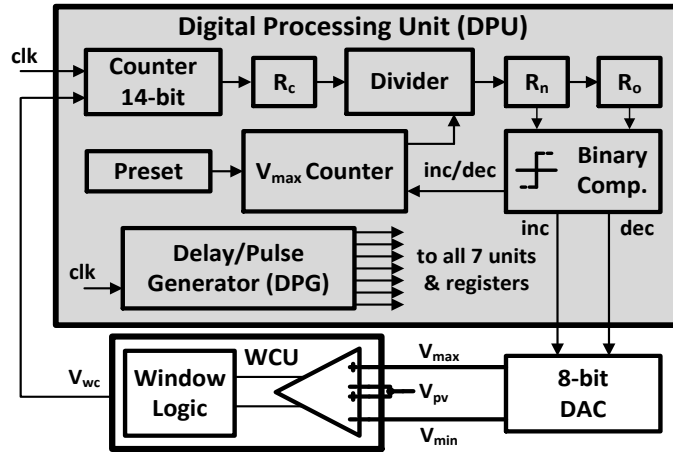 Digital Processing Unit (DPU)
clk
Counter
14-bit
Rc
Divider
Rn
Ro
Preset
Vmax Counter
inc/dec
Binary
Comp.
inc
dec
clk
Delay/Pulse
Generator (DPG)
to all 7 units
& registers
Vwc
Window
Logic
WCU
Vmax
Vpv
Vmin
8-bit
DAC